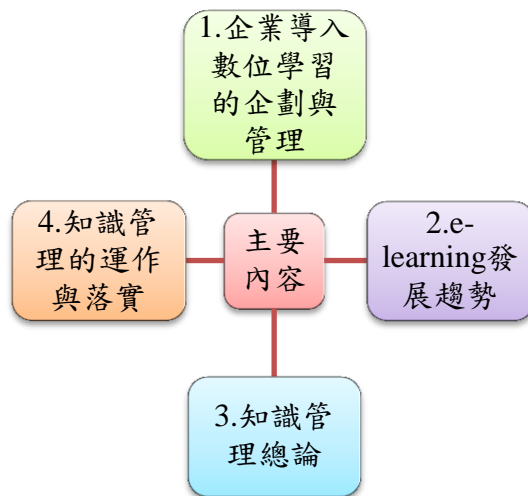 1.企業導入
數位學習
的企劃與
管理
主要
內容
2.e-
learning發
展趨勢
3.知識管
理總論
4.知識管
理的運作
與落實